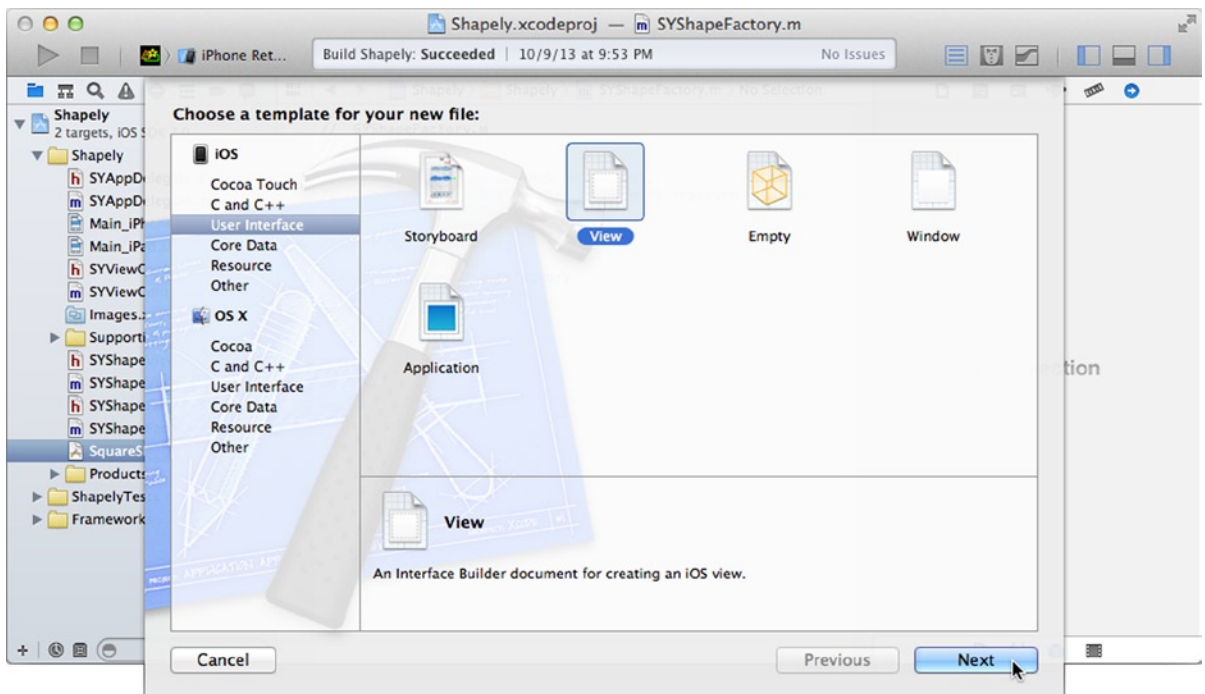 Shapely.xcodeproj — SYShapeFactory.m
iPhone Ret...
Build Shapely: Succeeded | 10/9/13 at 9:53 PM
No Issues
Shapely
2 targets, iOS
Shapely
h SYAppD
m SYAppD
Main_iPh
Main_iPa
h SYViewC
m SYViewC
Images.
Supporti
h SYShape
m SYShape
h SYShape
m SYShape
SquareS
Products
ShapelyTes
Framework
Choose a template for your new file:
iOS
Cocoa Touch
C and C++
User Interface
Core Data
Resource
Other
OS X
Cocoa
C and C++
User Interface
Core Data
Resource
Other
Storyboard
View
Empty
Window
Application
View
An Interface Builder document for creating an iOS view.
ction
Cancel
Previous
Next